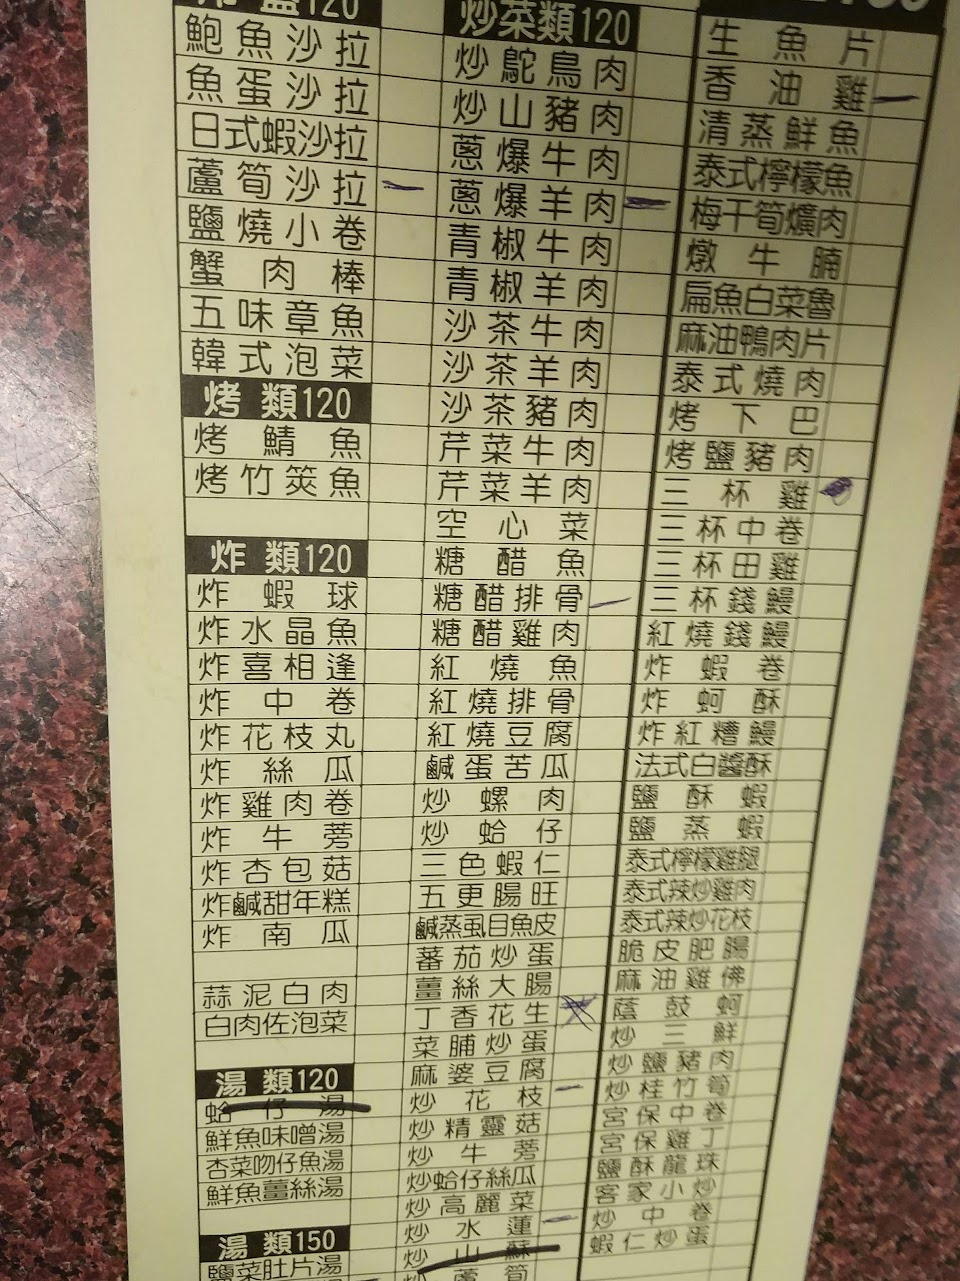 120
鮑魚沙拉
魚蛋沙拉
日式蝦沙拉
蘆筍沙拉
鹽燒小卷
蟹肉棒
五味章魚
韓式泡菜
烤類120
烤鯖魚
烤竹筴魚
炸類120
炸蝦球
炸水晶魚
炸喜相逢
炸中卷
炸花枝丸
炸絲瓜
炸雞肉卷
炸牛蒡
炸杏包菇
炸鹹甜年糕
炸南瓜
蒜泥白肉
白肉佐泡菜
湯類120
蛤仔湯
鮮魚味噌湯
杏菜吻仔魚湯
鮮魚薑絲湯
湯類150
鹽菜肚片湯
炒菜類120
炒鴕鳥肉
炒山豬肉
蔥爆牛肉
蔥爆羊肉
青椒牛肉
青椒羊肉
沙茶牛肉
沙茶羊肉
沙茶豬肉
芹菜牛肉
芹菜羊肉
空心菜
糖醋魚
糖醋排骨
糖醋雞肉
紅燒魚
紅燒排骨
紅燒豆腐
鹹蛋苦瓜
炒螺肉
炒蛤仔
三色蝦仁
五更腸旺
鹹蒸虱目魚皮
蕃茄炒蛋
薑絲大腸
丁香花生
菜脯炒蛋
麻婆豆腐
炒花枝
炒精靈菇
炒牛蒡
炒蛤仔絲瓜
炒高麗菜
炒水蓮
炒山蘇
炒蘆筍
生魚片
香油雞
清蒸鮮魚
泰式檸檬魚
梅干筍爌肉
燉牛腩
扁魚白菜魯
麻油鴨肉片
泰式燒肉
烤下巴
烤鹽豬肉
三杯雞
三杯中卷
三杯田雞
三杯錢鰻
紅燒錢鰻
炸蝦卷
炸蚵酥
炸紅糟鰻
法式白醬酥
鹽酥蝦
鹽蒸蝦
泰式檸檬雞腿
泰式辣炒雞肉
泰式辣炒花枝
脆皮肥腸
麻油雞佛
蔭鼓蚵
炒三鮮
炒鹽豬肉
炒桂竹筍
宮保中卷
宮保雞丁
鹽酥龍珠
客家小炒
炒中卷
蝦仁炒蛋